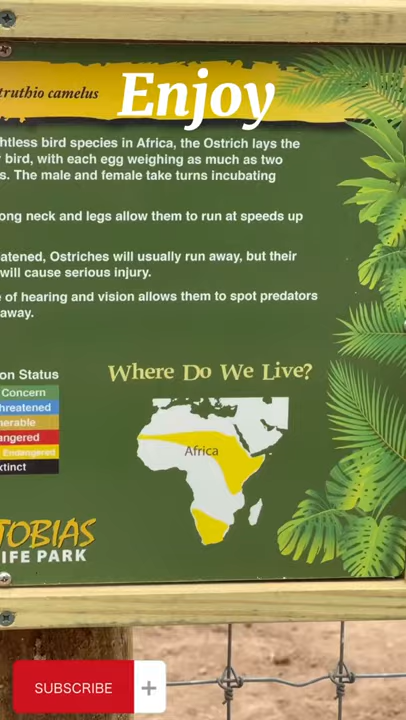 Enjoy
truthio camelus
htless bird species in Africa, the Ostrich lays the
bird, with each egg weighing as much as two
s. The male and female take turns incubating
ong neck and legs allow them to run at speeds up
atened, Ostriches will usually run away, but their
will cause serious injury.
e of hearing and vision allows them to spot predators
away.
on Status
Concern
hreatened
nerable
angered
Endangered
xtinct
Where Do We Live?
Africa
TOBIAS
IFE PARK
SUBSCRIBE